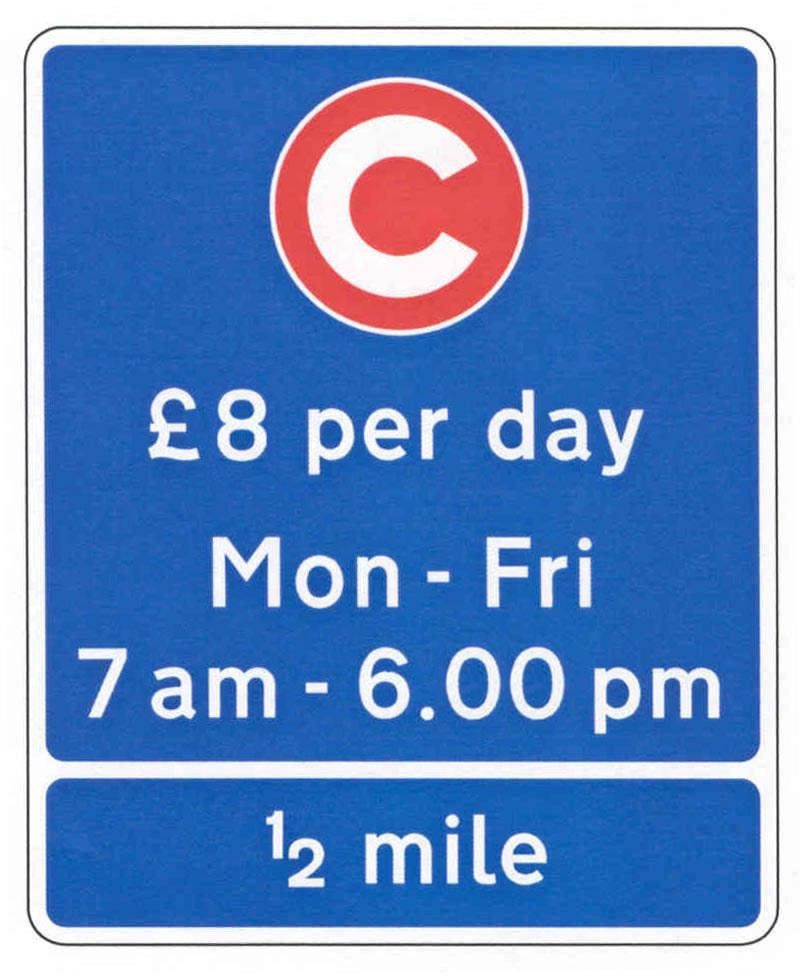 C
£8 per day
Mon - Fri
7 am - 6.00 pm
½ mile